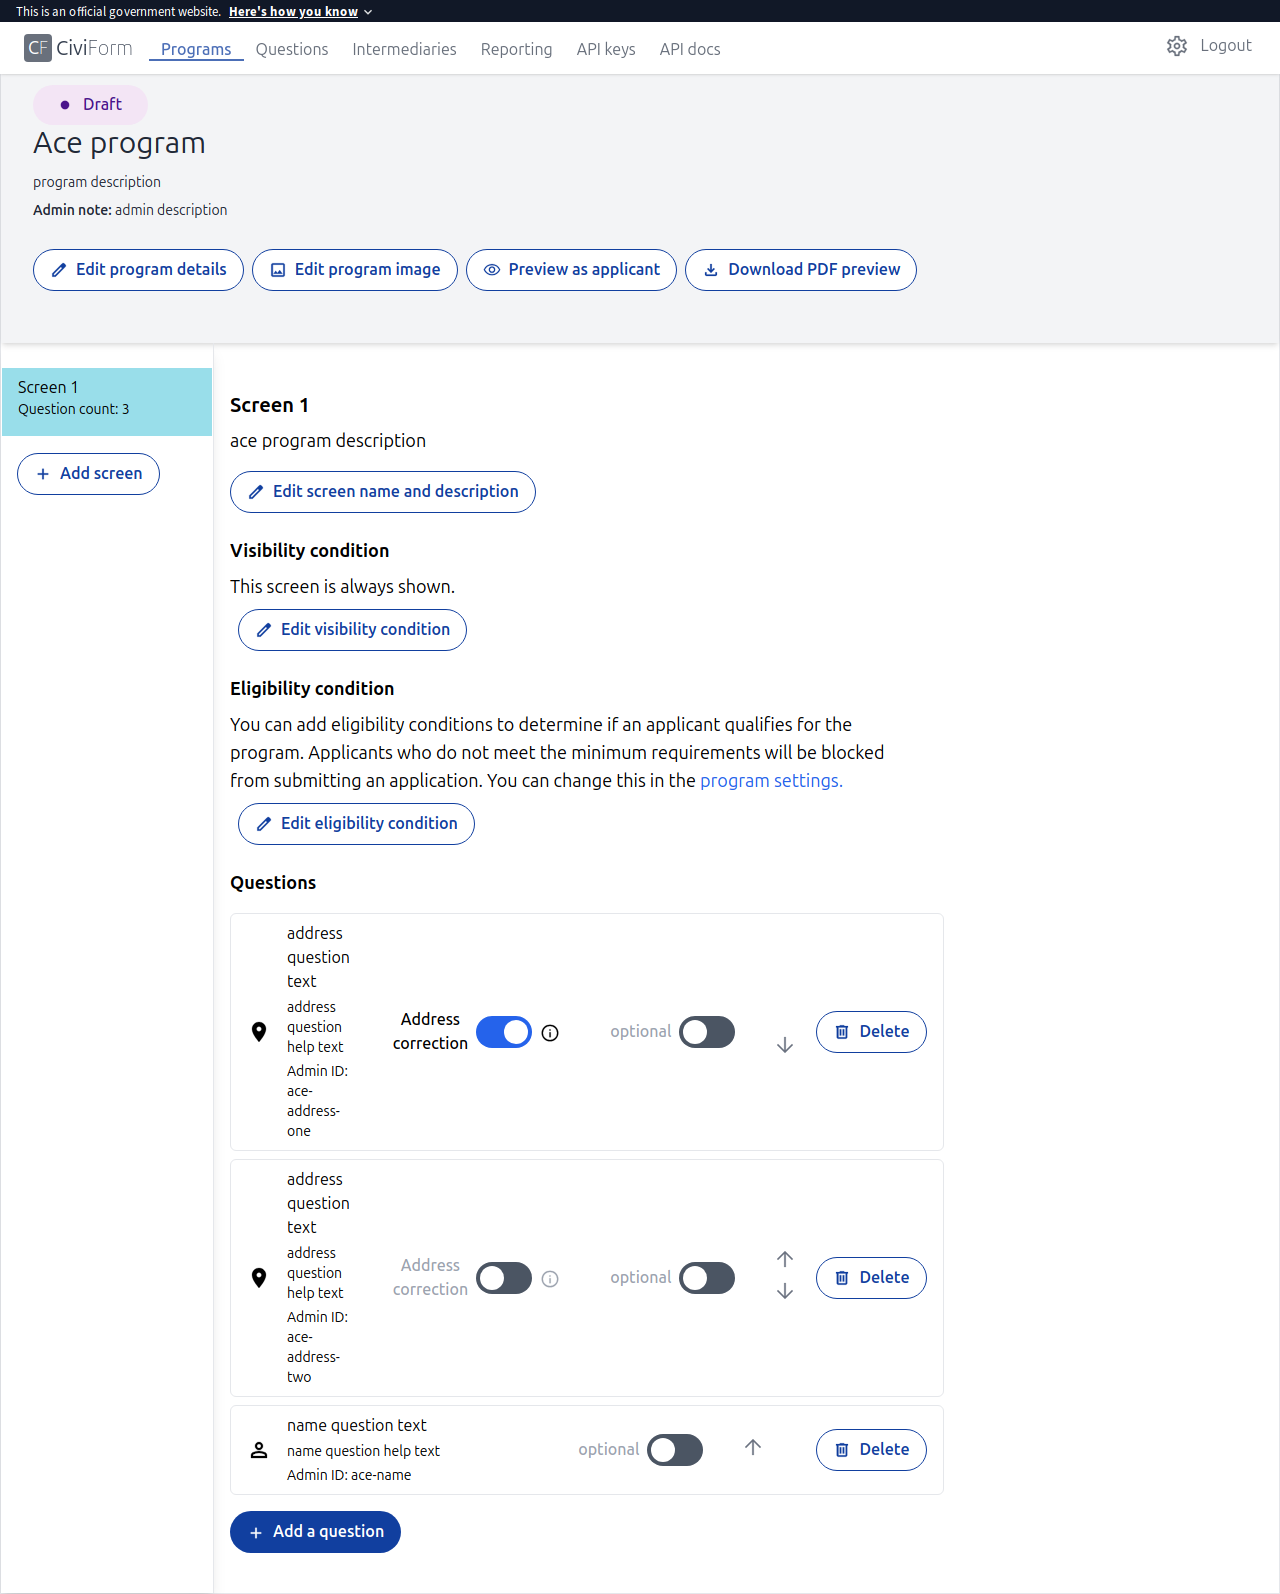 This is an official government website. Here's how you know
CF CiviForm Programs Questions Intermediaries Reporting API keys API docs Logout
Draft
Ace program
program description
Admin note: admin description
Edit program details Edit program image Preview as applicant Download PDF preview
Screen 1
Question count: 3
Add screen
Screen 1
ace program description
Edit screen name and description
Visibility condition
This screen is always shown.
Edit visibility condition
Eligibility condition
You can add eligibility conditions to determine if an applicant qualifies for the
program. Applicants who do not meet the minimum requirements will be blocked
from submitting an application. You can change this in the program settings.
Edit eligibility condition
Questions
address
question
text
address
question
help text
Admin ID:
ace-
address-
one
Address
correction
optional
Delete
address
question
text
address
question
help text
Admin ID:
ace-
address-
two
Address
correction
optional
Delete
name question text
name question help text
Admin ID: ace-name
optional
Delete
Add a question